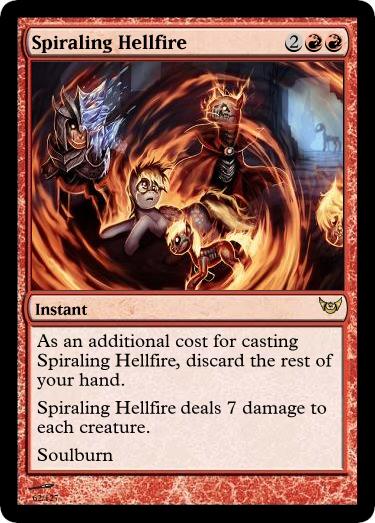 Spiraling Hellfire 2
Instant
As an additional cost for casting
Spiraling Hellfire, discard the rest of
your hand.
Spiraling Hellfire deals 7 damage to
each creature.
Soulburn